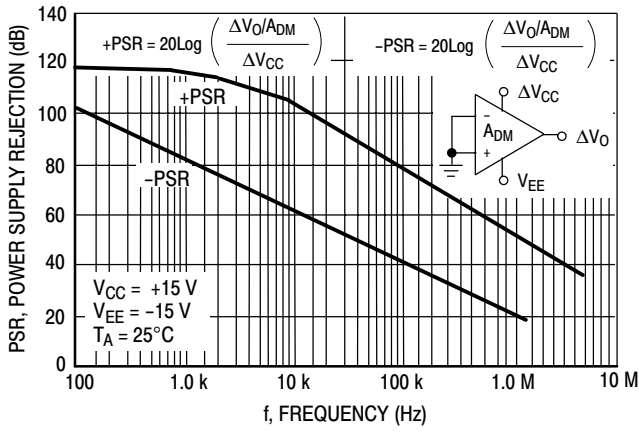 PSR, POWER SUPPLY REJECTION (dB)
140
120
100
80
60
40
20
0
+PSR = 20Log ( ΔVO/ADM / ΔVCC )
−PSR = 20Log ( ΔVO/ADM / ΔVCC )
+PSR
−PSR
ΔVCC
−
ADM
+
ΔVO
VEE
VCC = +15 V
VEE = −15 V
TA = 25°C
100
1.0 k
10 k
100 k
1.0 M
10 M
f, FREQUENCY (Hz)